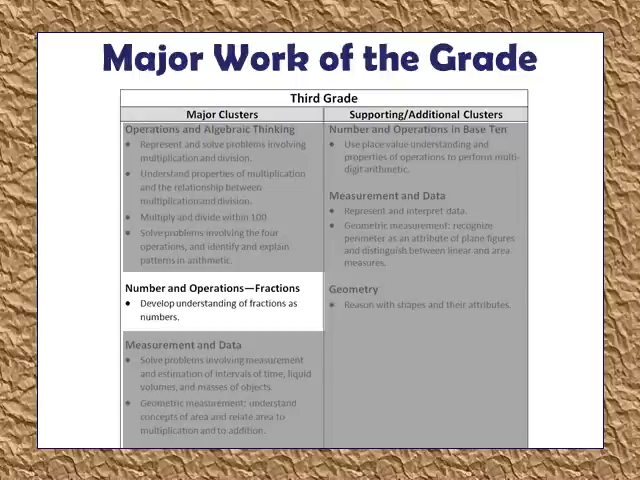 Major Work of the Grade
Third Grade
Major Clusters
Supporting/Additional Clusters
Operations and Algebraic Thinking
• Represent and solve problems involving
multiplication and division.
• Understand properties of multiplication
and the relationship between
multiplication and division.
• Multiply and divide within 100.
• Solve problems involving the four
operations, and identify and explain
patterns in arithmetic.
Number and Operations—Fractions
• Develop understanding of fractions as
numbers.
Measurement and Data
• Solve problems involving measurement
and estimation of intervals of time, liquid
volumes, and masses of objects.
• Geometric measurement: understand
concepts of area and relate area to
multiplication and to addition.
Number and Operations in Base Ten
• Use place value understanding and
properties of operations to perform multi-
digit arithmetic.
Measurement and Data
• Represent and interpret data.
• Geometric measurement: recognize
perimeter as an attribute of plane figures
and distinguish between linear and area
measures.
Geometry
• Reason with shapes and their attributes.